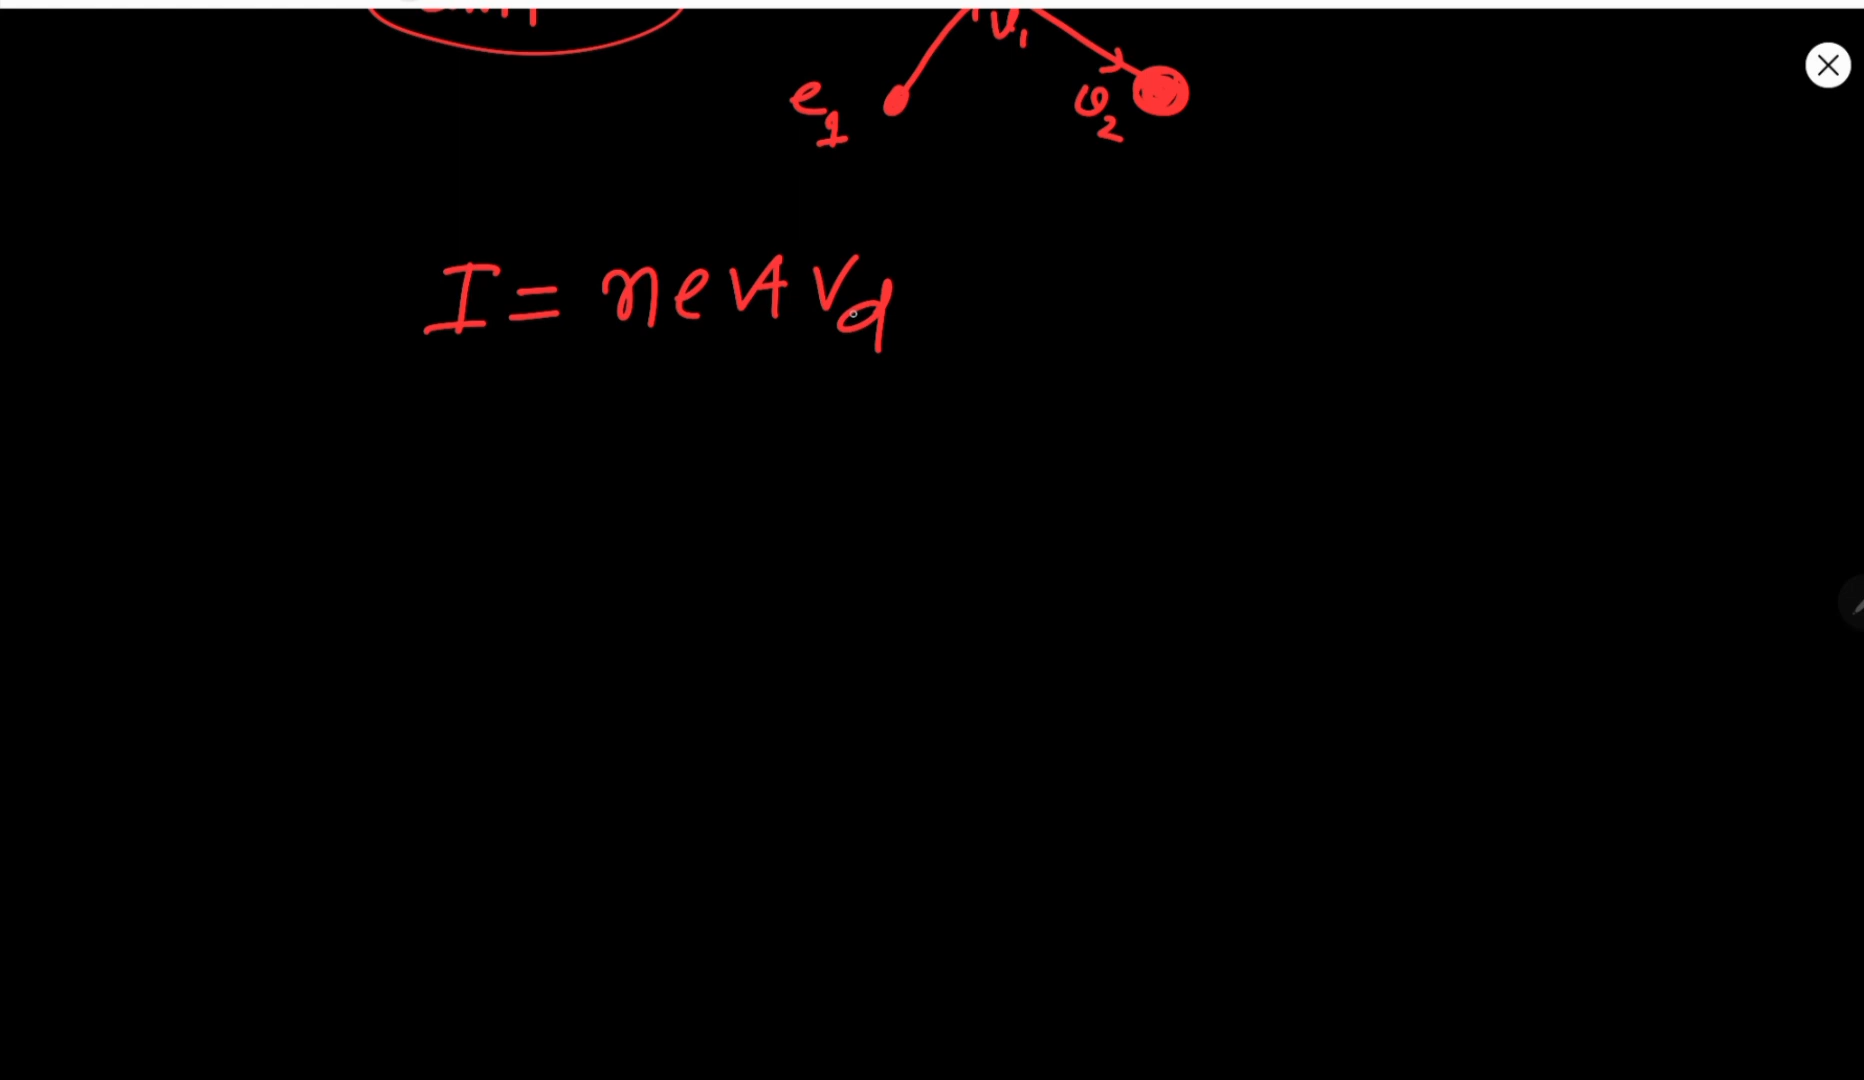 v₁
e₁ v₂
I = neAVd